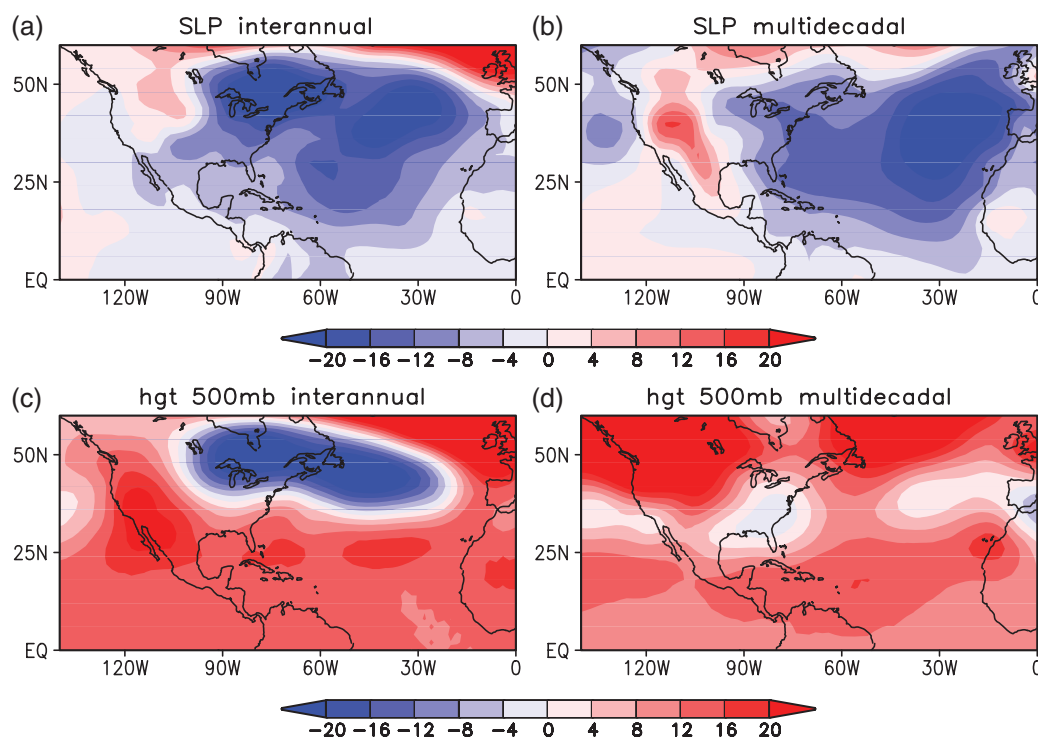 (a) SLP interannual
(b) SLP multidecadal
50N
25N
EQ
120W 90W 60W 30W 0
50N
25N
EQ
120W 90W 60W 30W 0
−20 −16 −12 −8 −4 0 4 8 12 16 20
(c) hgt 500mb interannual
(d) hgt 500mb multidecadal
50N
25N
EQ
120W 90W 60W 30W 0
50N
25N
EQ
120W 90W 60W 30W 0
−20 −16 −12 −8 −4 0 4 8 12 16 20